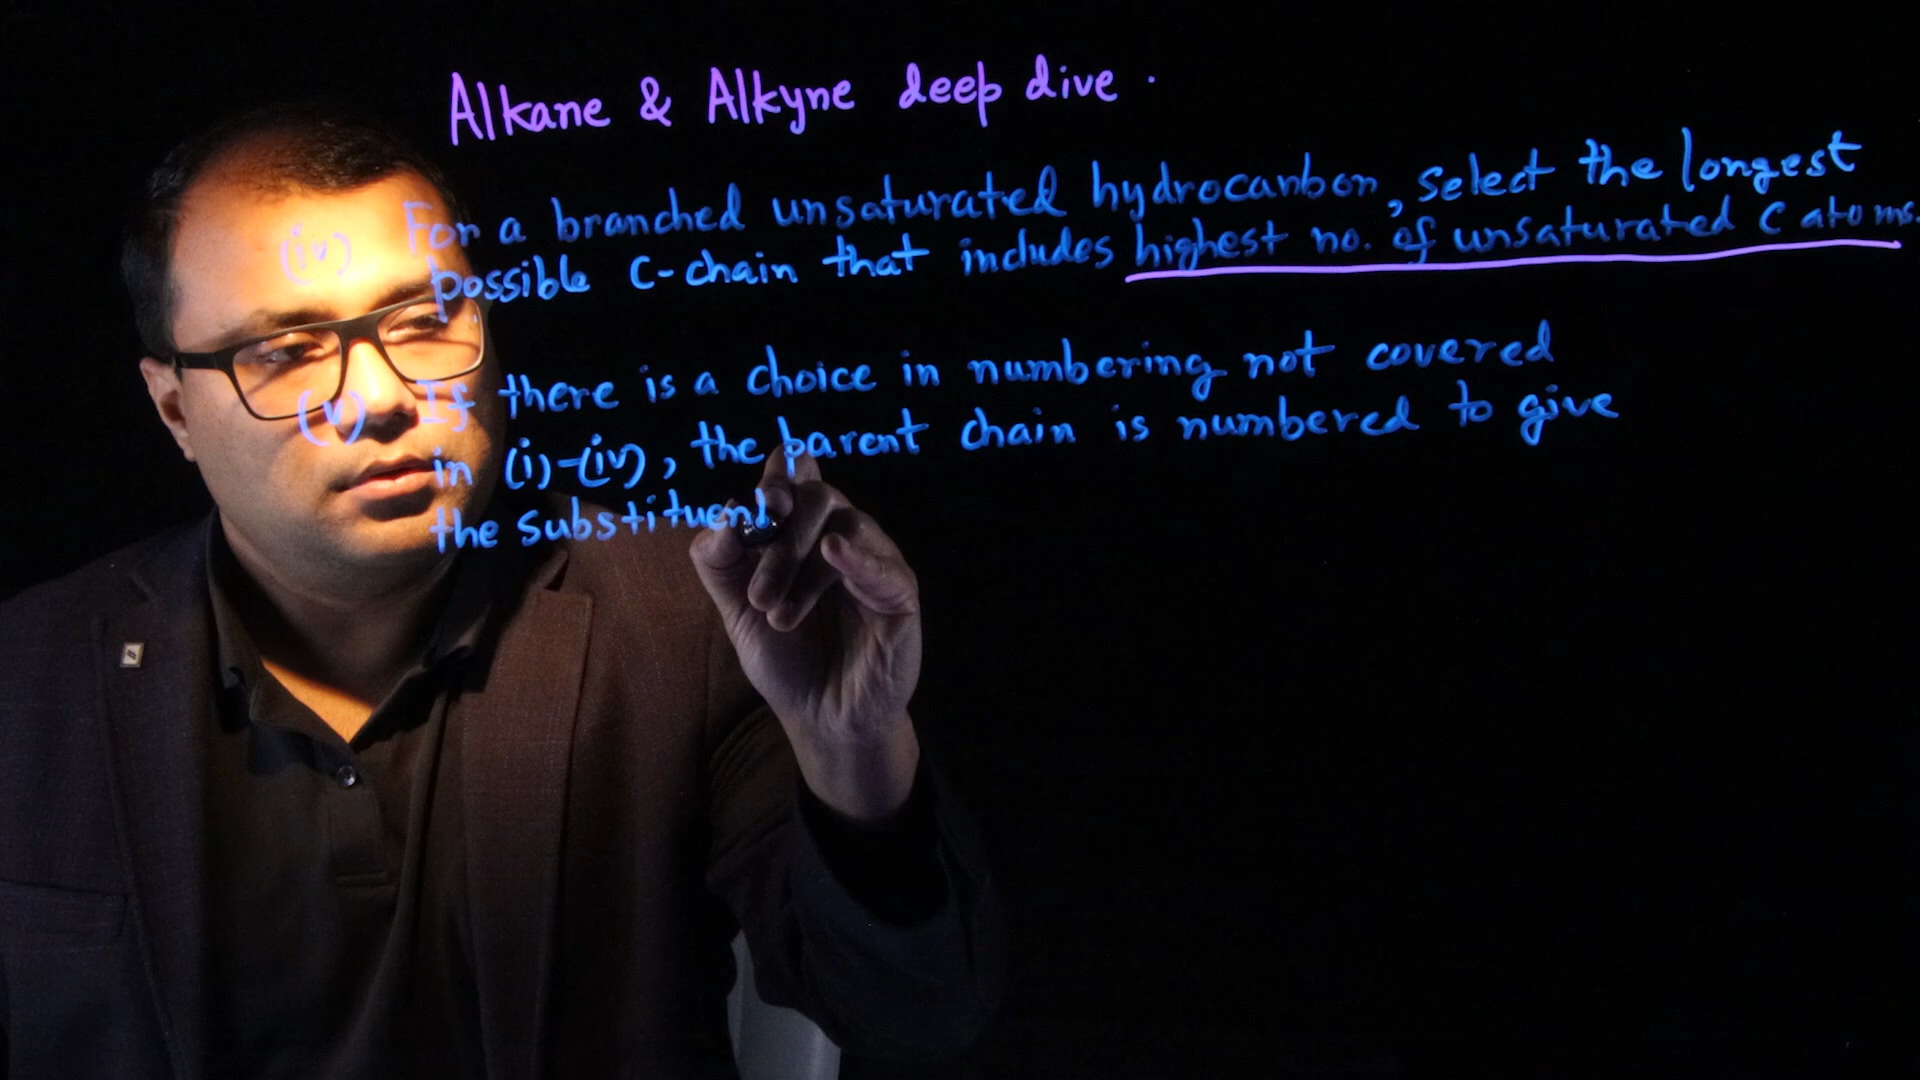 Alkane & Alkyne deep dive.
(iv) For a branched unsaturated hydrocarbon, select the longest
possible C-chain that includes highest no. of unsaturated C atoms.
(v) If there is a choice in numbering not covered
in (i)-(iv), the parent chain is numbered to give
the substituent